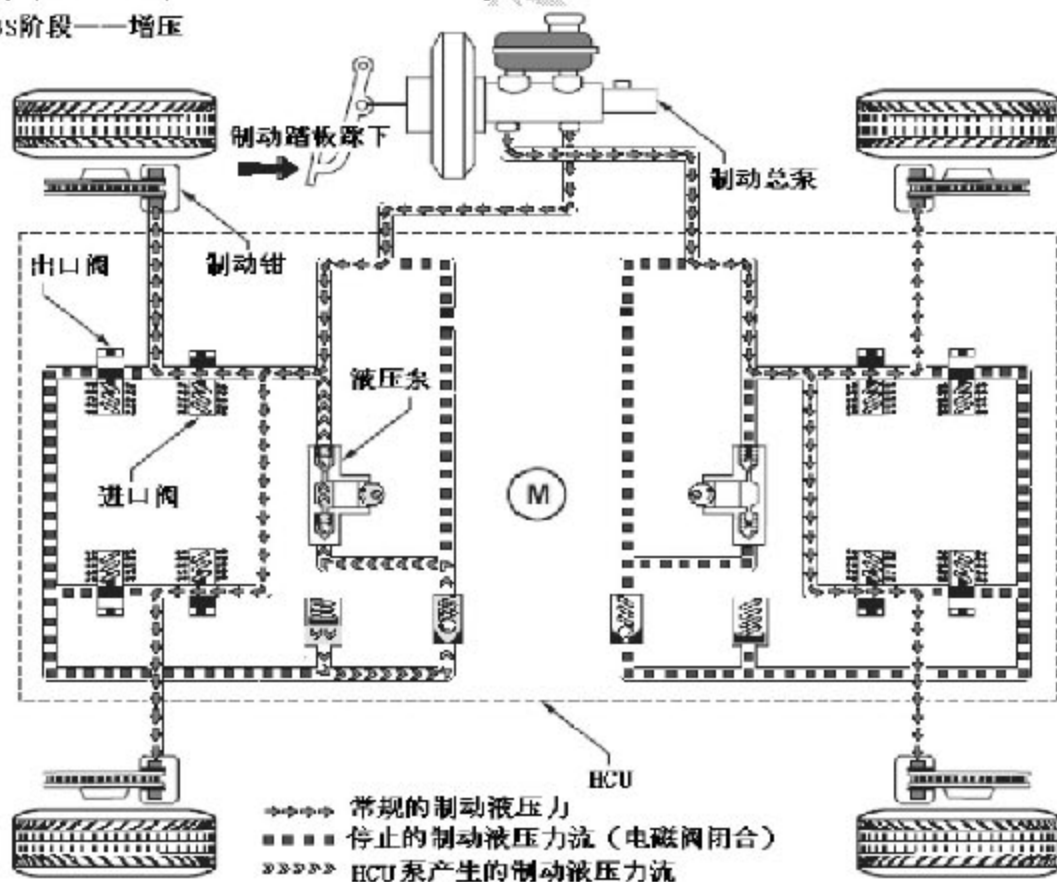 BS阶段——增压
制动踏板踩下
制动总泵
出口阀
制动钳
液压泵
进口阀
M
HCU
常规的制动液压力
停止的制动液压力流（电磁阀闭合）
HCU泵产生的制动液压力流